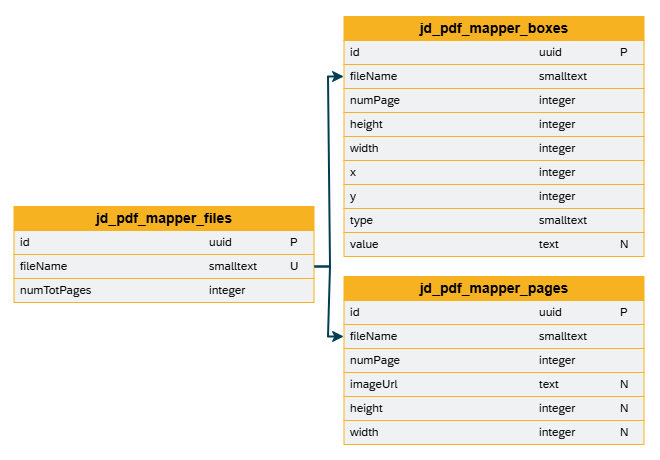 jd_pdf_mapper_boxes
id uuid P
fileName smalltext
numPage integer
height integer
width integer
x integer
y integer
type smalltext
value text N
jd_pdf_mapper_files
id uuid P
fileName smalltext U
numTotPages integer
jd_pdf_mapper_pages
id uuid P
fileName smalltext
numPage integer
imageUrl text N
height integer N
width integer N